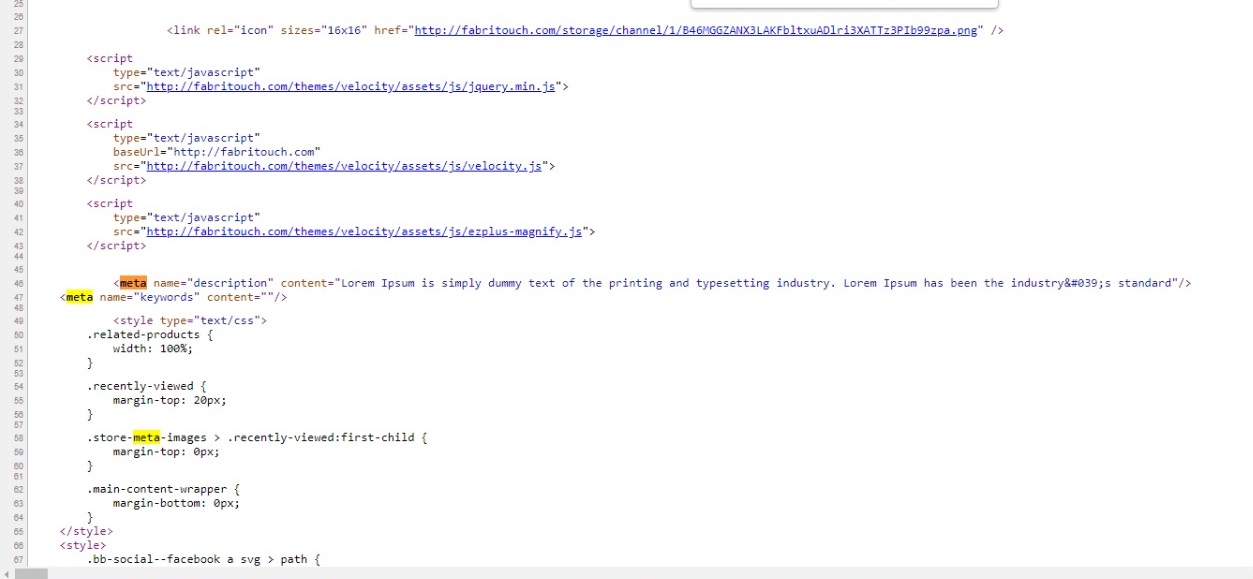 25
26
27 <link rel="icon" sizes="16x16" href="http://fabritouch.com/storage/channel/1/B46MGGZANX3LAKFbltxuADlri3XATTz3PIb99zpa.png" />
28
29 <script
30 type="text/javascript"
31 src="http://fabritouch.com/themes/velocity/assets/js/jquery.min.js">
32 </script>
33
34 <script
35 type="text/javascript"
36 baseUrl="http://fabritouch.com"
37 src="http://fabritouch.com/themes/velocity/assets/js/velocity.js">
38 </script>
39
40 <script
41 type="text/javascript"
42 src="http://fabritouch.com/themes/velocity/assets/js/ezplus-magnify.js">
43 </script>
44
45
46 <meta name="description" content="Lorem Ipsum is simply dummy text of the printing and typesetting industry. Lorem Ipsum has been the industry&#039;s standard"/>
47 <meta name="keywords" content=""/>
48
49 <style type="text/css">
50 .related-products {
51 width: 100%;
52 }
53
54 .recently-viewed {
55 margin-top: 20px;
56 }
57
58 .store-meta-images > .recently-viewed:first-child {
59 margin-top: 0px;
60 }
61
62 .main-content-wrapper {
63 margin-bottom: 0px;
64 }
65 </style>
66 <style>
67 .bb-social--facebook a svg > path {